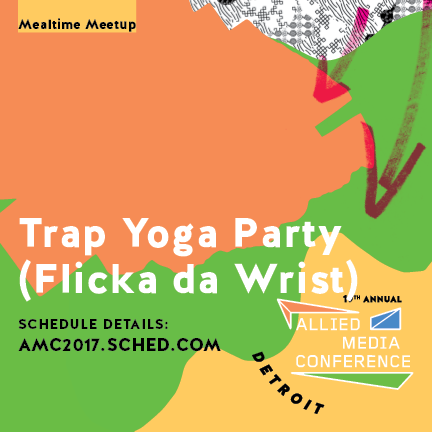 Mealtime Meetup
Trap Yoga Party
(Flicka da Wrist)
SCHEDULE DETAILS:
AMC2017.SCHED.COM
ANNUAL
ALLIED
MEDIA
CONFERENCE
DETROIT